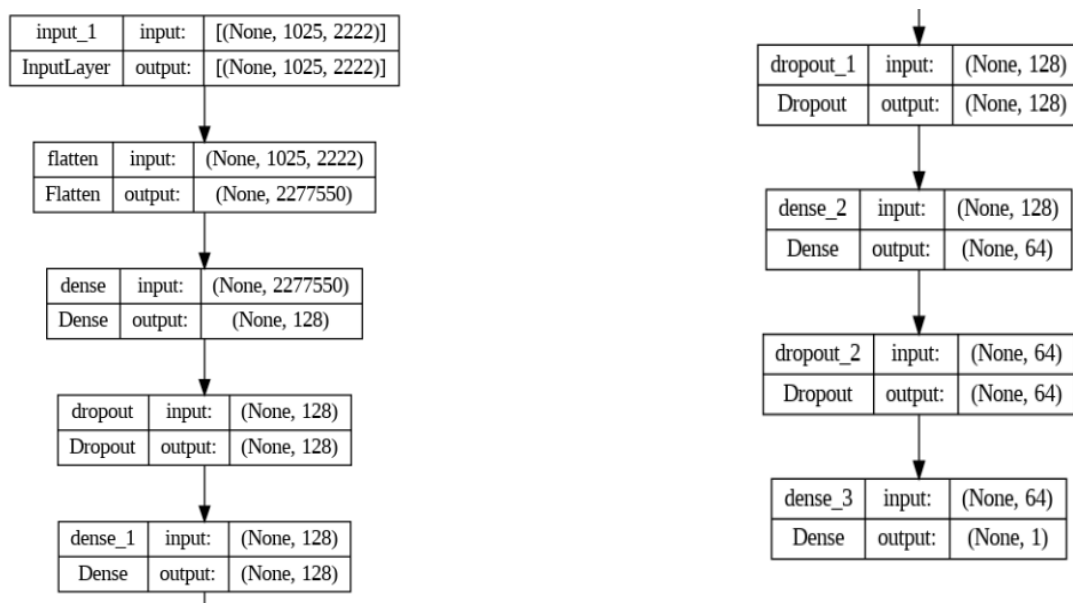 input_1 input: [(None, 1025, 2222)]
InputLayer output: [(None, 1025, 2222)]
flatten input: (None, 1025, 2222)
Flatten output: (None, 2277550)
dense input: (None, 2277550)
Dense output: (None, 128)
dropout input: (None, 128)
Dropout output: (None, 128)
dense_1 input: (None, 128)
Dense output: (None, 128)
dropout_1 input: (None, 128)
Dropout output: (None, 128)
dense_2 input: (None, 128)
Dense output: (None, 64)
dropout_2 input: (None, 64)
Dropout output: (None, 64)
dense_3 input: (None, 64)
Dense output: (None, 1)